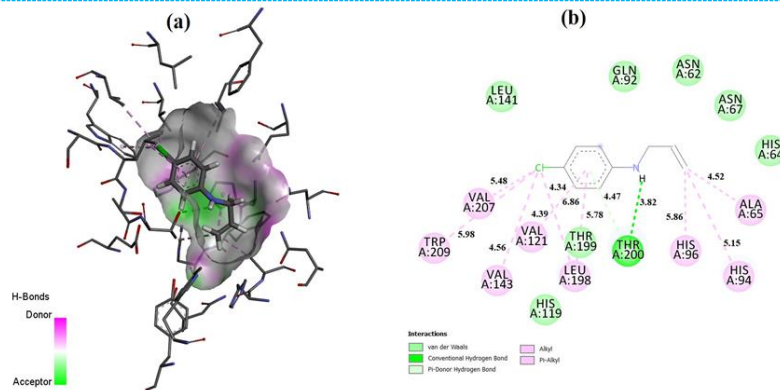 (a)
(b)
H-Bonds
Donor
Acceptor
LEU
A:141
GLN
A:92
ASN
A:62
ASN
A:67
HIS
A:64
Cl
N
H
5.48
4.34
6.86
4.47
3.82
4.52
VAL
A:207
4.39
5.78
5.86
ALA
A:65
TRP
A:209
5.98
4.56
VAL
A:121
THR
A:199
THR
A:200
HIS
A:96
5.15
VAL
A:143
LEU
A:198
HIS
A:94
HIS
A:119
Interactions
van der Waals
Conventional Hydrogen Bond
Pi-Donor Hydrogen Bond
Alkyl
Pi-Alkyl